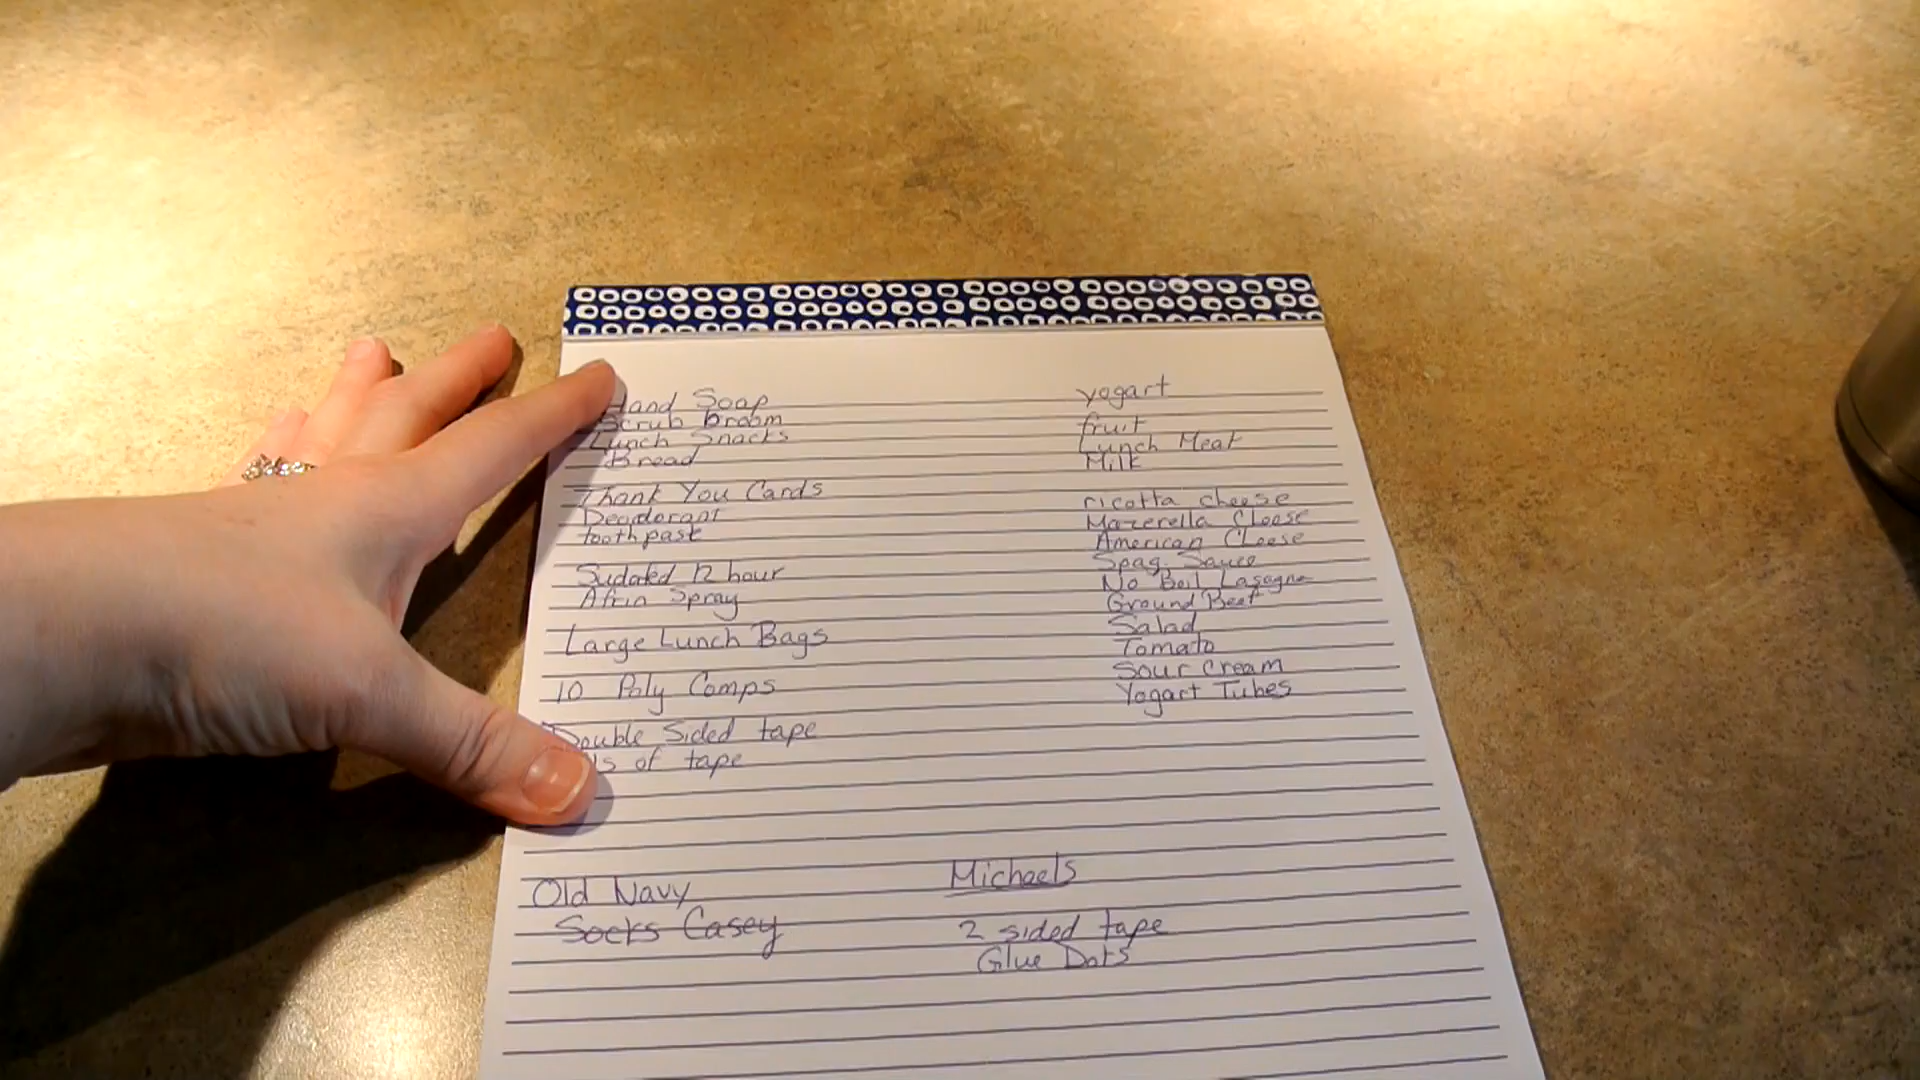 Hand Soap
Scrub Broom
Lunch Snacks
Bread
Thank You Cards
Deodorant
toothpast
Sudafed 12 hour
Afrin Spray
Large Lunch Bags
10 Poly Comps
Double Sided tape
of tape
yogart
fruit
Lunch Meat
Milk
ricotta cheese
Mozerella Cheese
American Cheese
Spag. Sauce
No Boil Lasagna
Ground Beef
Salad
Tomato
Sour Cream
Yogart Tubes
Old Navy
Socks Casey
Michaels
2 sided tape
Glue Dots